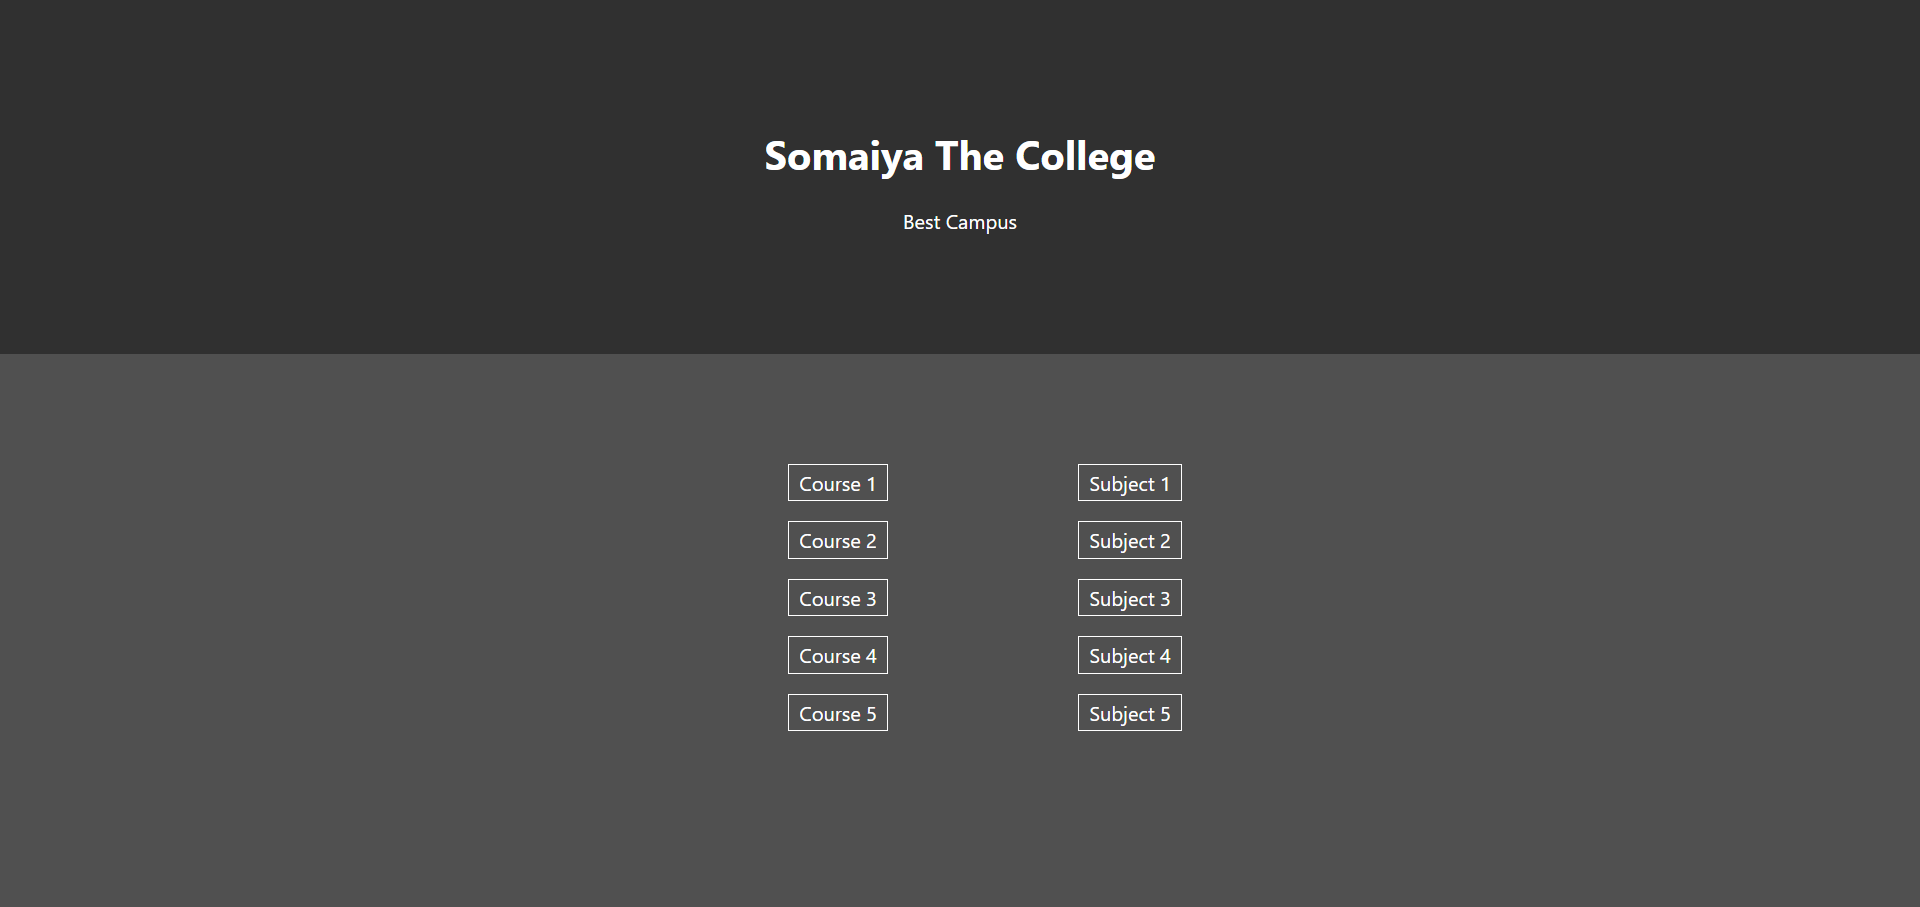 Somaiya The College
Best Campus
Course 1
Subject 1
Course 2
Subject 2
Course 3
Subject 3
Course 4
Subject 4
Course 5
Subject 5